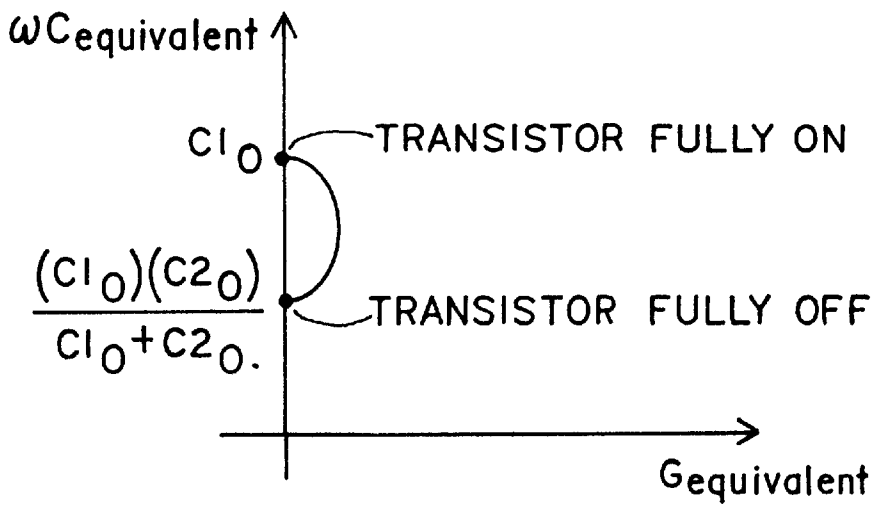 ωCequivalent
C1O
TRANSISTOR FULLY ON
(C1O)(C2O)
C1O+C2O.
TRANSISTOR FULLY OFF
Gequivalent